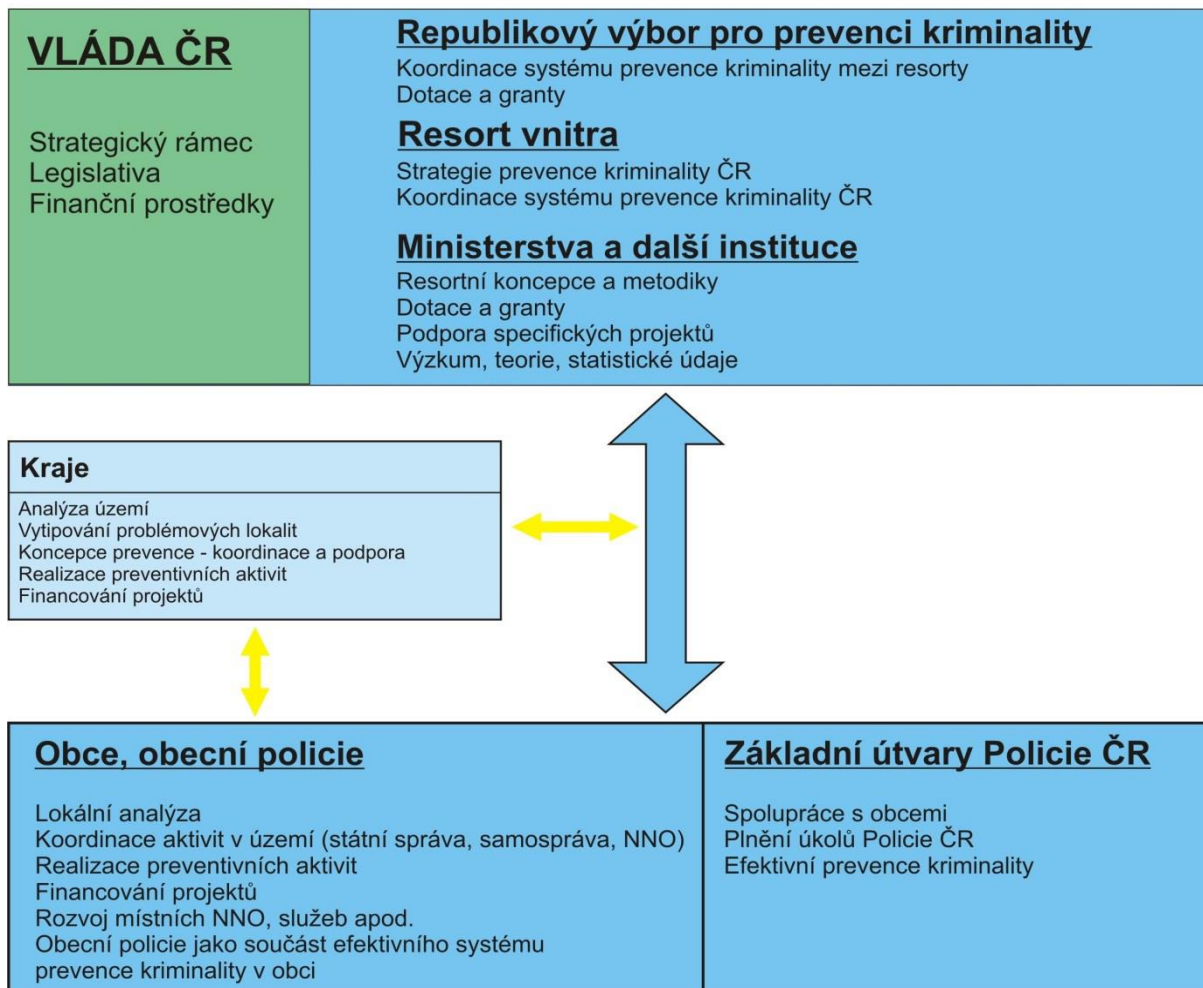 VLÁDA ČR
Strategický rámec
Legislativa
Finanční prostředky
Republikový výbor pro prevenci kriminality
Koordinace systému prevence kriminality mezi resorty
Dotace a granty
Resort vnitra
Strategie prevence kriminality ČR
Koordinace systému prevence kriminality ČR
Ministerstva a další instituce
Resortní koncepce a metodiky
Dotace a granty
Podpora specifických projektů
Výzkum, teorie, statistické údaje
Kraje
Analýza území
Vytipování problémových lokalit
Koncepce prevence - koordinace a podpora
Realizace preventivních aktivit
Financování projektů
Obce, obecní policie
Lokální analýza
Koordinace aktivit v území (státní správa, samospráva, NNO)
Realizace preventivních aktivit
Financování projektů
Rozvoj místních NNO, služeb apod.
Obecní policie jako součást efektivního systému
prevence kriminality v obci
Základní útvary Policie ČR
Spolupráce s obcemi
Plnění úkolů Policie ČR
Efektivní prevence kriminality